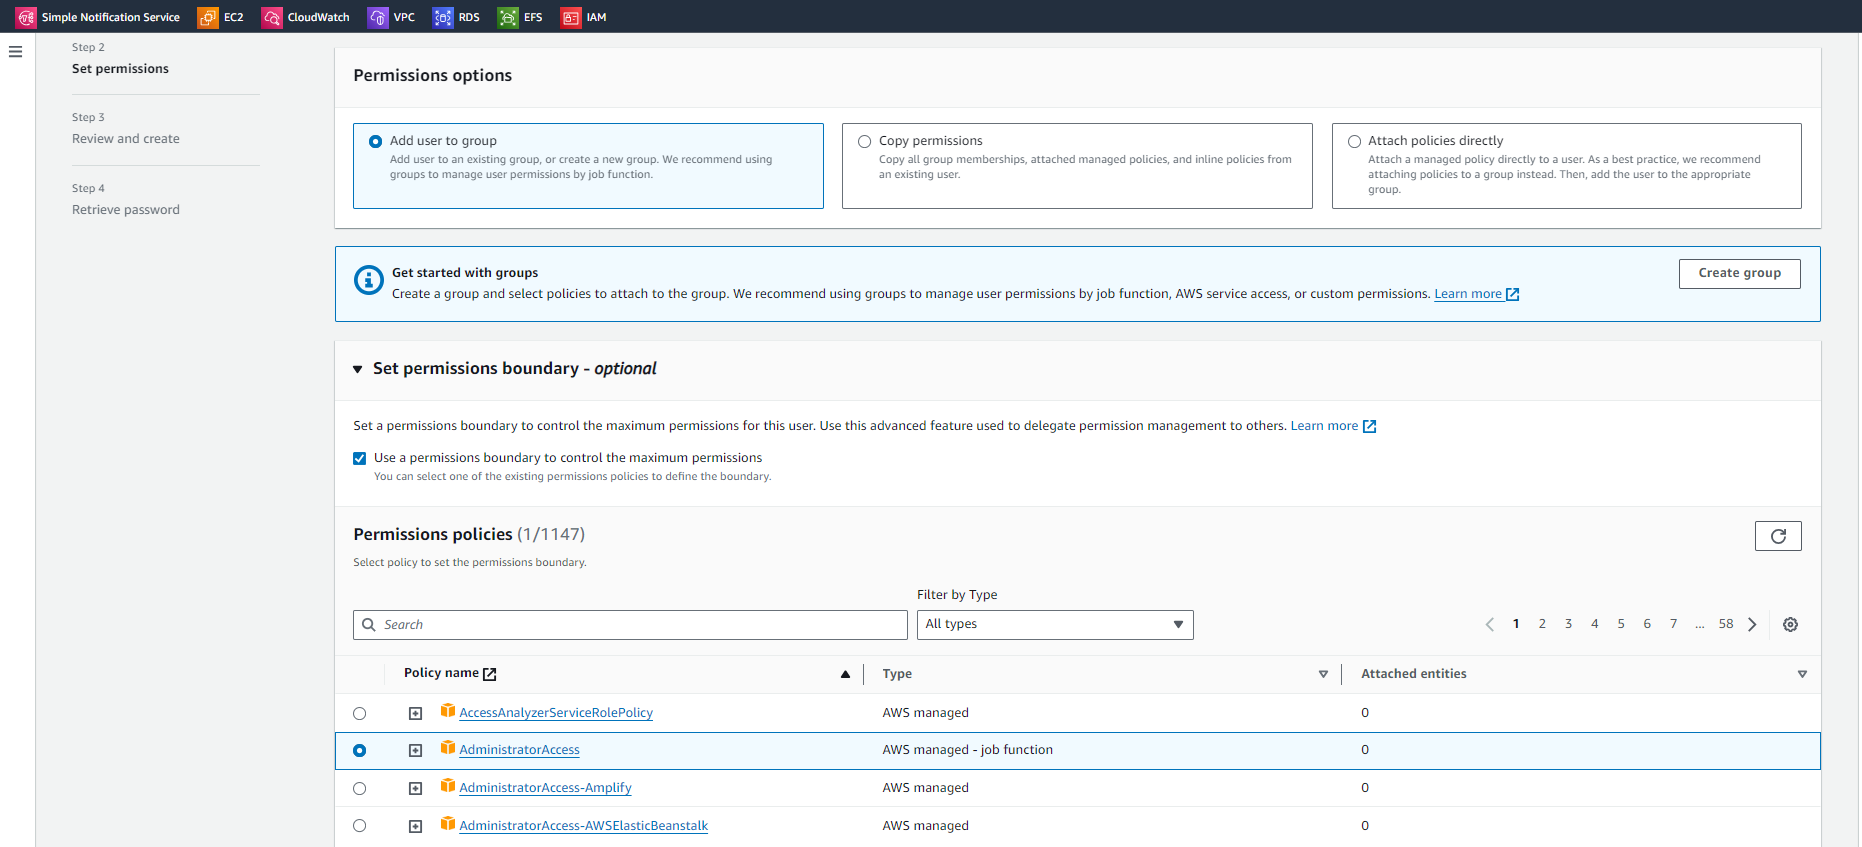 Simple Notification Service EC2 CloudWatch VPC RDS EFS IAM
Step 2
Set permissions
Step 3
Review and create
Step 4
Retrieve password
Permissions options
Add user to group
Add user to an existing group, or create a new group. We recommend using
groups to manage user permissions by job function.
Copy permissions
Copy all group memberships, attached managed policies, and inline policies from
an existing user.
Attach policies directly
Attach a managed policy directly to a user. As a best practice, we recommend
attaching policies to a group instead. Then, add the user to the appropriate
group.
Get started with groups
Create a group and select policies to attach to the group. We recommend using groups to manage user permissions by job function, AWS service access, or custom permissions. Learn more
Create group
Set permissions boundary - optional
Set a permissions boundary to control the maximum permissions for this user. Use this advanced feature used to delegate permission management to others. Learn more
Use a permissions boundary to control the maximum permissions
You can select one of the existing permissions policies to define the boundary.
Permissions policies (1/1147)
Select policy to set the permissions boundary.
Filter by Type
Search
All types
1 2 3 4 5 6 7 ... 58
Policy name Type Attached entities
AccessAnalyzerServiceRolePolicy AWS managed 0
AdministratorAccess AWS managed - job function 0
AdministratorAccess-Amplify AWS managed 0
AdministratorAccess-AWSElasticBeanstalk AWS managed 0